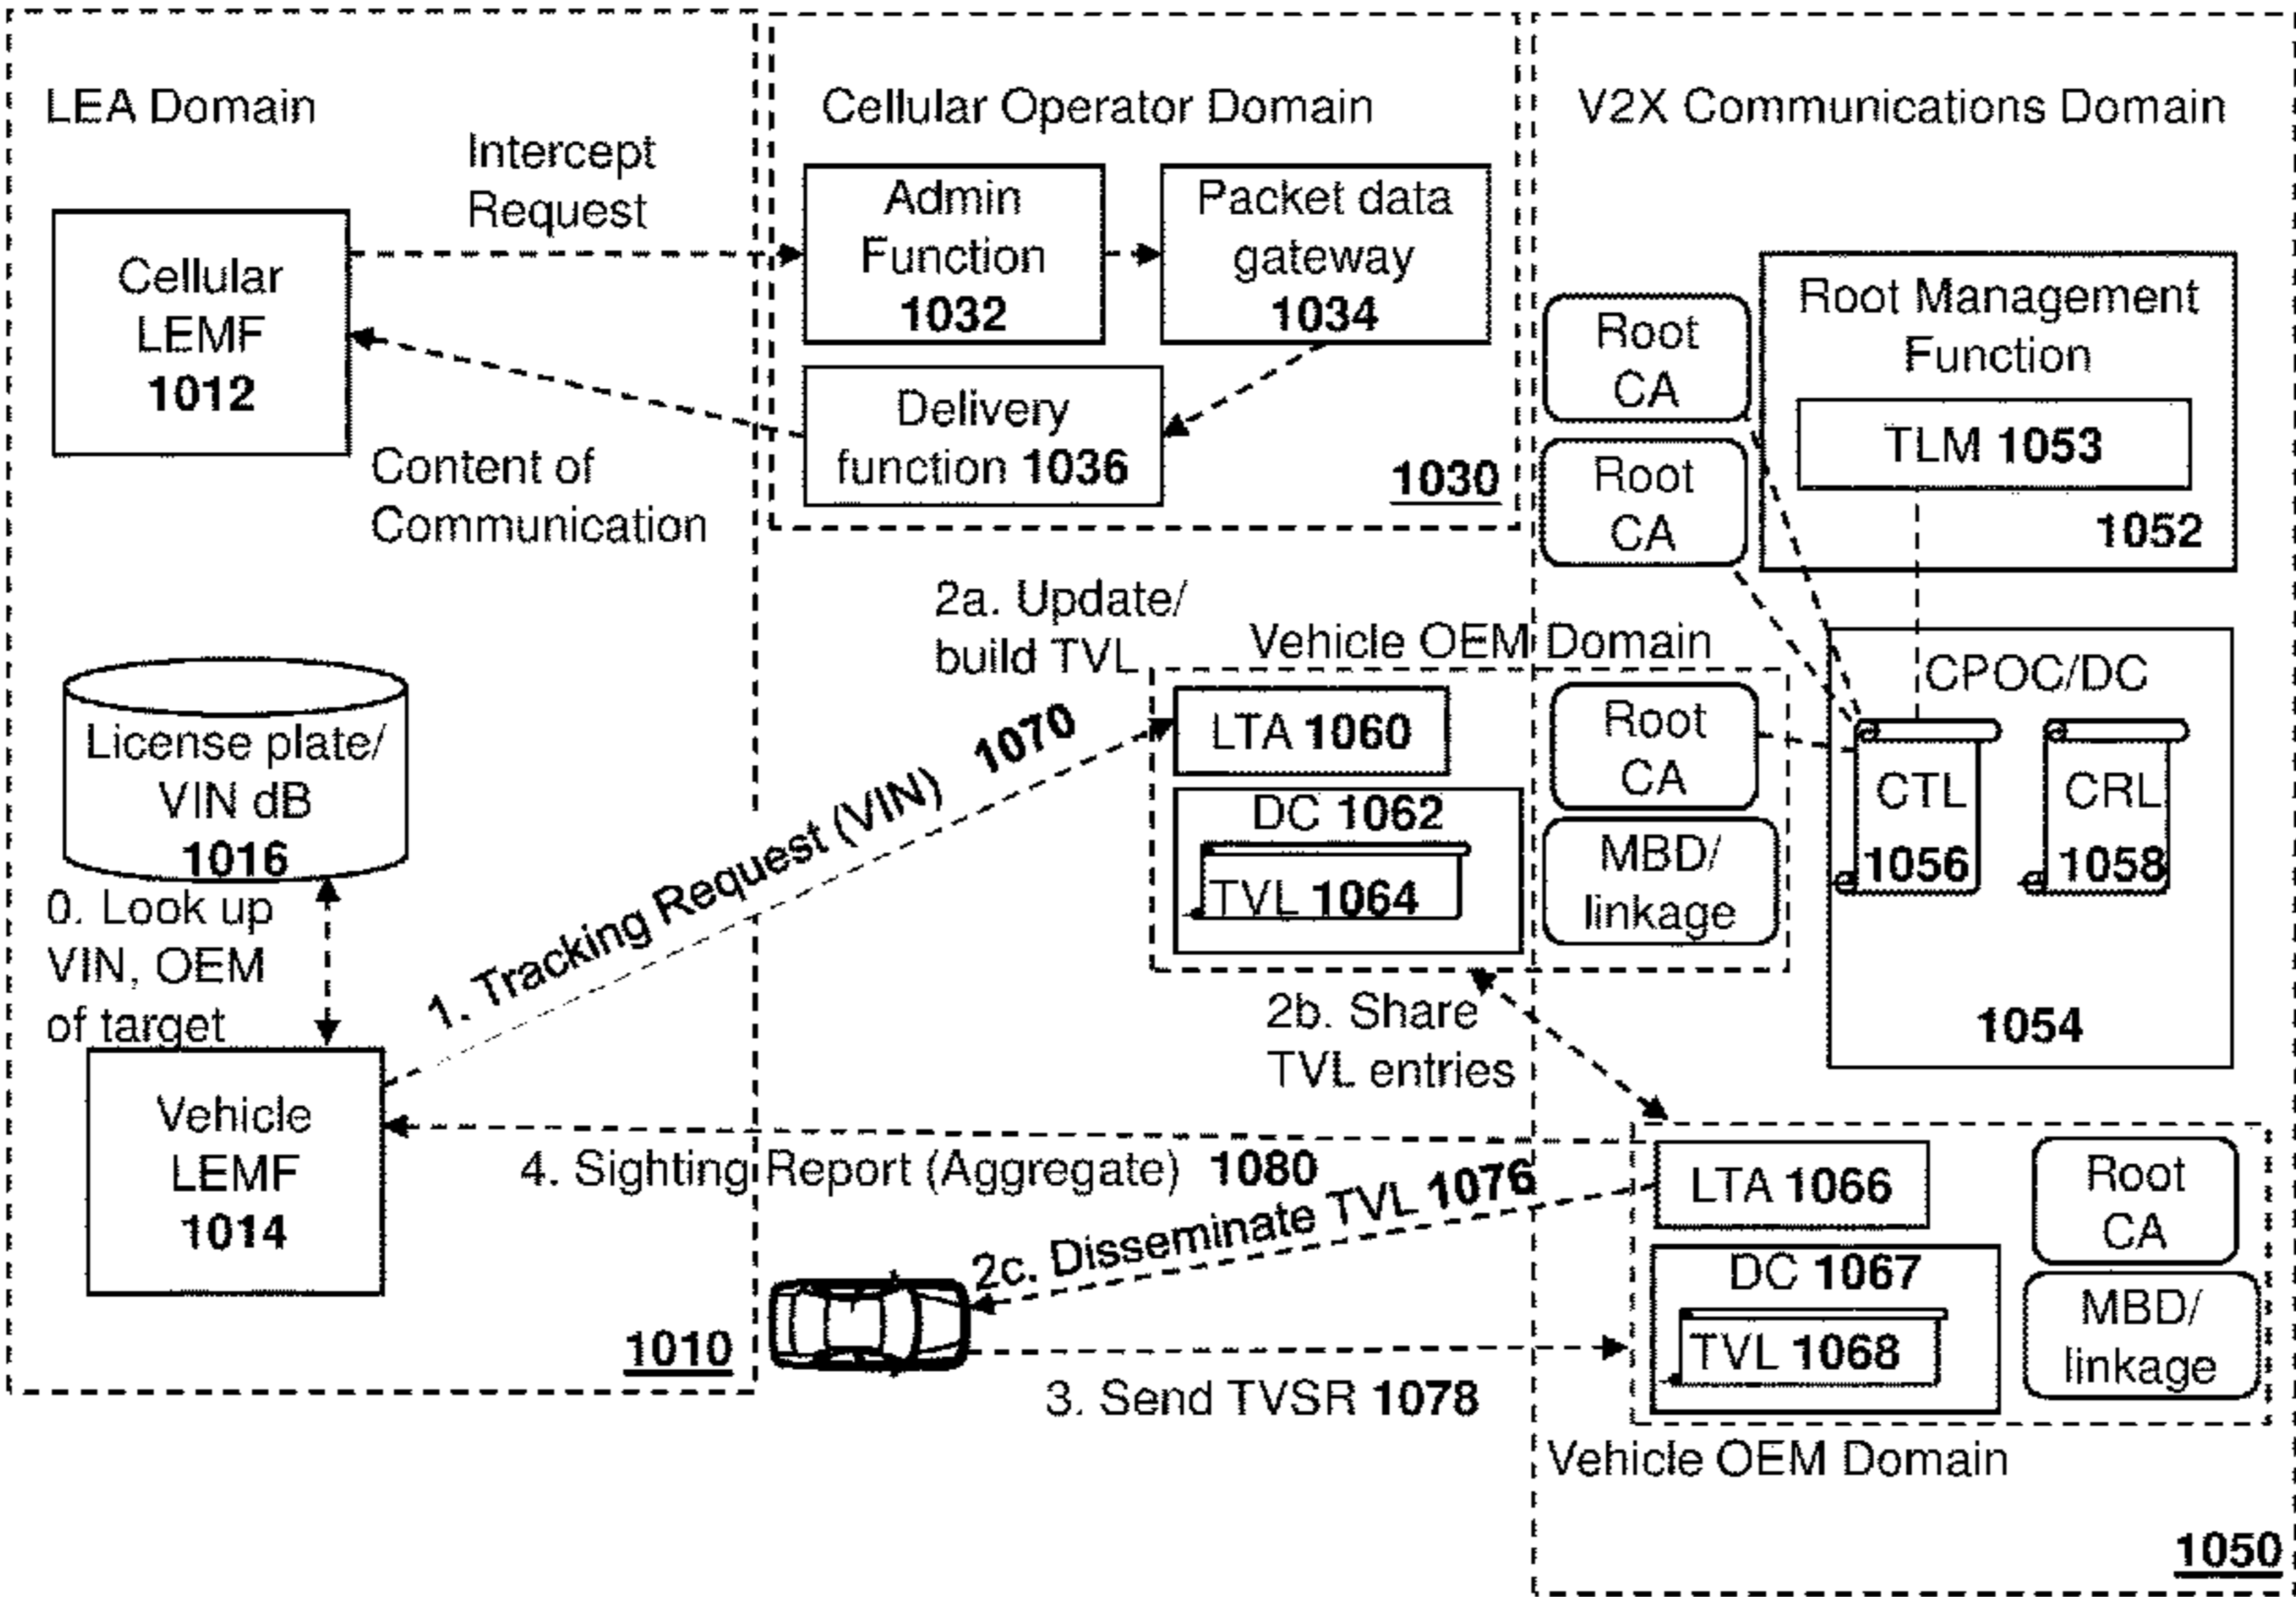 LEA Domain
Intercept
Request
Cellular
LEMF
1012
Content of
Communication
License plate/
VIN dB
1016
0. Look up
VIN, OEM
of target
Vehicle
LEMF
1014
1010
Cellular Operator Domain
Admin
Function
1032
Packet data
gateway
1034
Delivery
function 1036
1030
V2X Communications Domain
Root
CA
Root
CA
Root Management
Function
TLM 1053
1052
2a. Update/
build TVL
Vehicle OEM Domain
1. Tracking Request (VIN) 1070
LTA 1060
DC 1062
TVL 1064
Root
CA
MBD/
linkage
CPOC/DC
CTL
1056
CRL
1058
1054
2b. Share
TVL entries
4. Sighting Report (Aggregate) 1080
2c. Disseminate TVL 1076
3. Send TVSR 1078
LTA 1066
DC 1067
TVL 1068
Root
CA
MBD/
linkage
Vehicle OEM Domain
1050